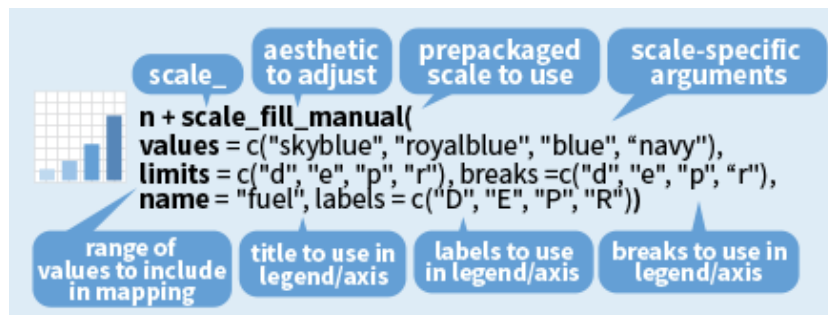 scale_
aesthetic
to adjust
prepackaged
scale to use
scale-specific
arguments
n + scale_fill_manual(
values = c("skyblue", "royalblue", "blue", “navy"),
limits = c("d", "e", "p", "r"), breaks =c("d", "e", "p", “r"),
name = "fuel", labels = c("D", "E", "P", "R"))
range of
values to include
in mapping
title to use in
legend/axis
labels to use
in legend/axis
breaks to use in
legend/axis